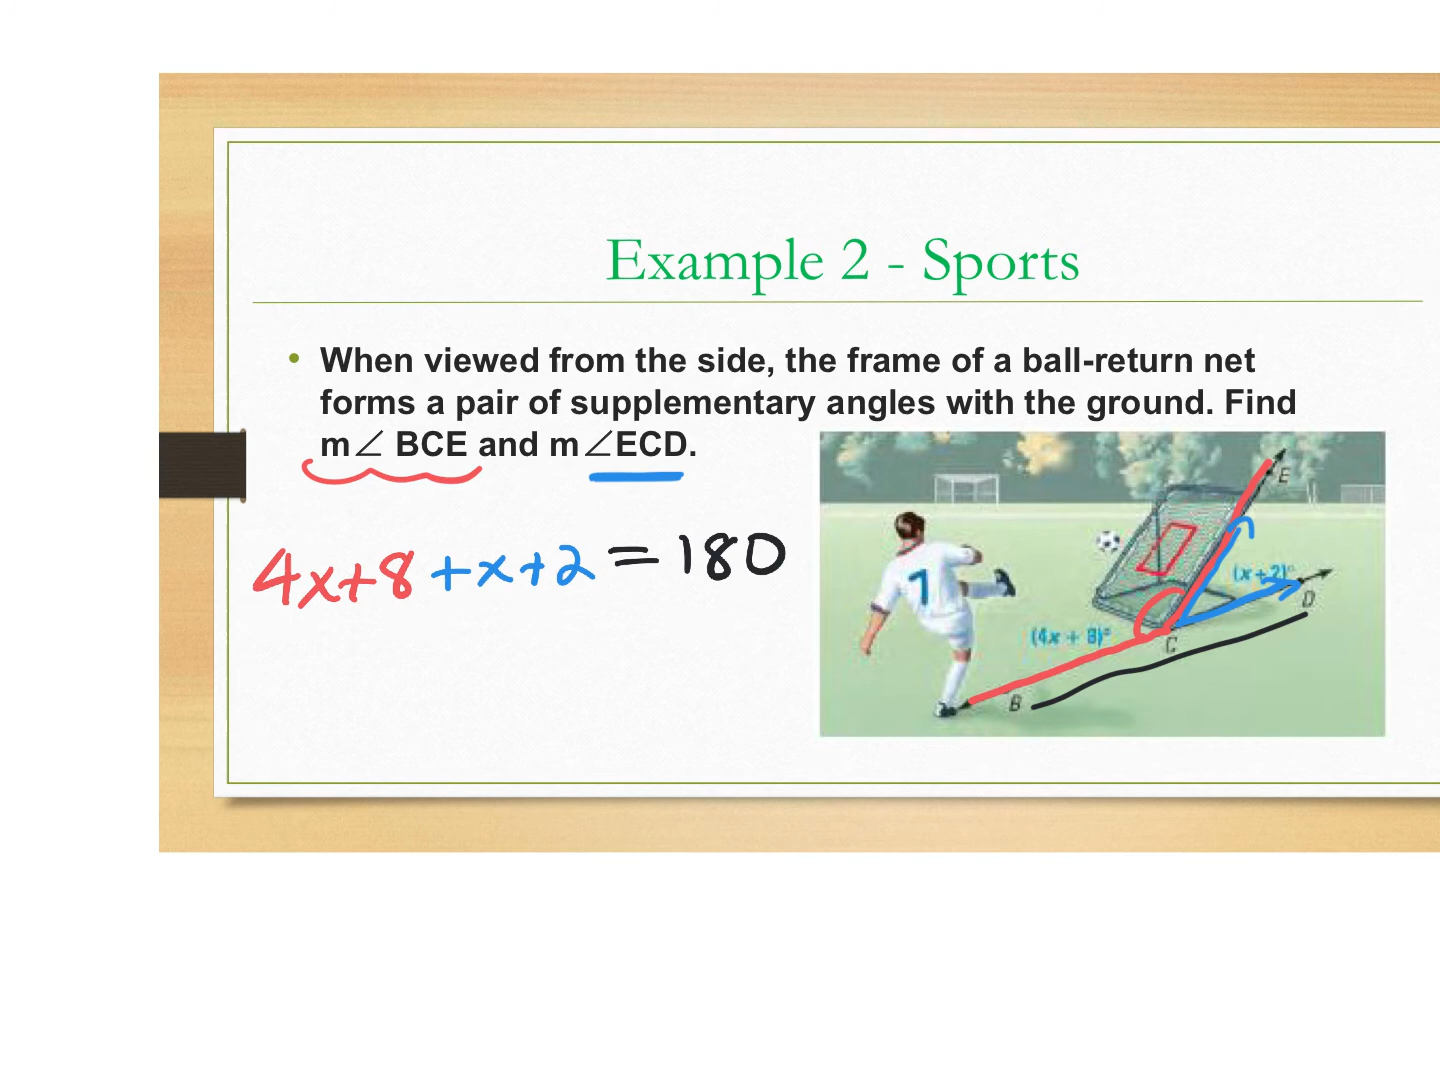 Example 2 - Sports
• When viewed from the side, the frame of a ball-return net
forms a pair of supplementary angles with the ground. Find
m∠ BCE and m∠ECD.
4x+8 +x+2 = 180
E
7
(x + 2)°
D
(4x + 8)°
C
B